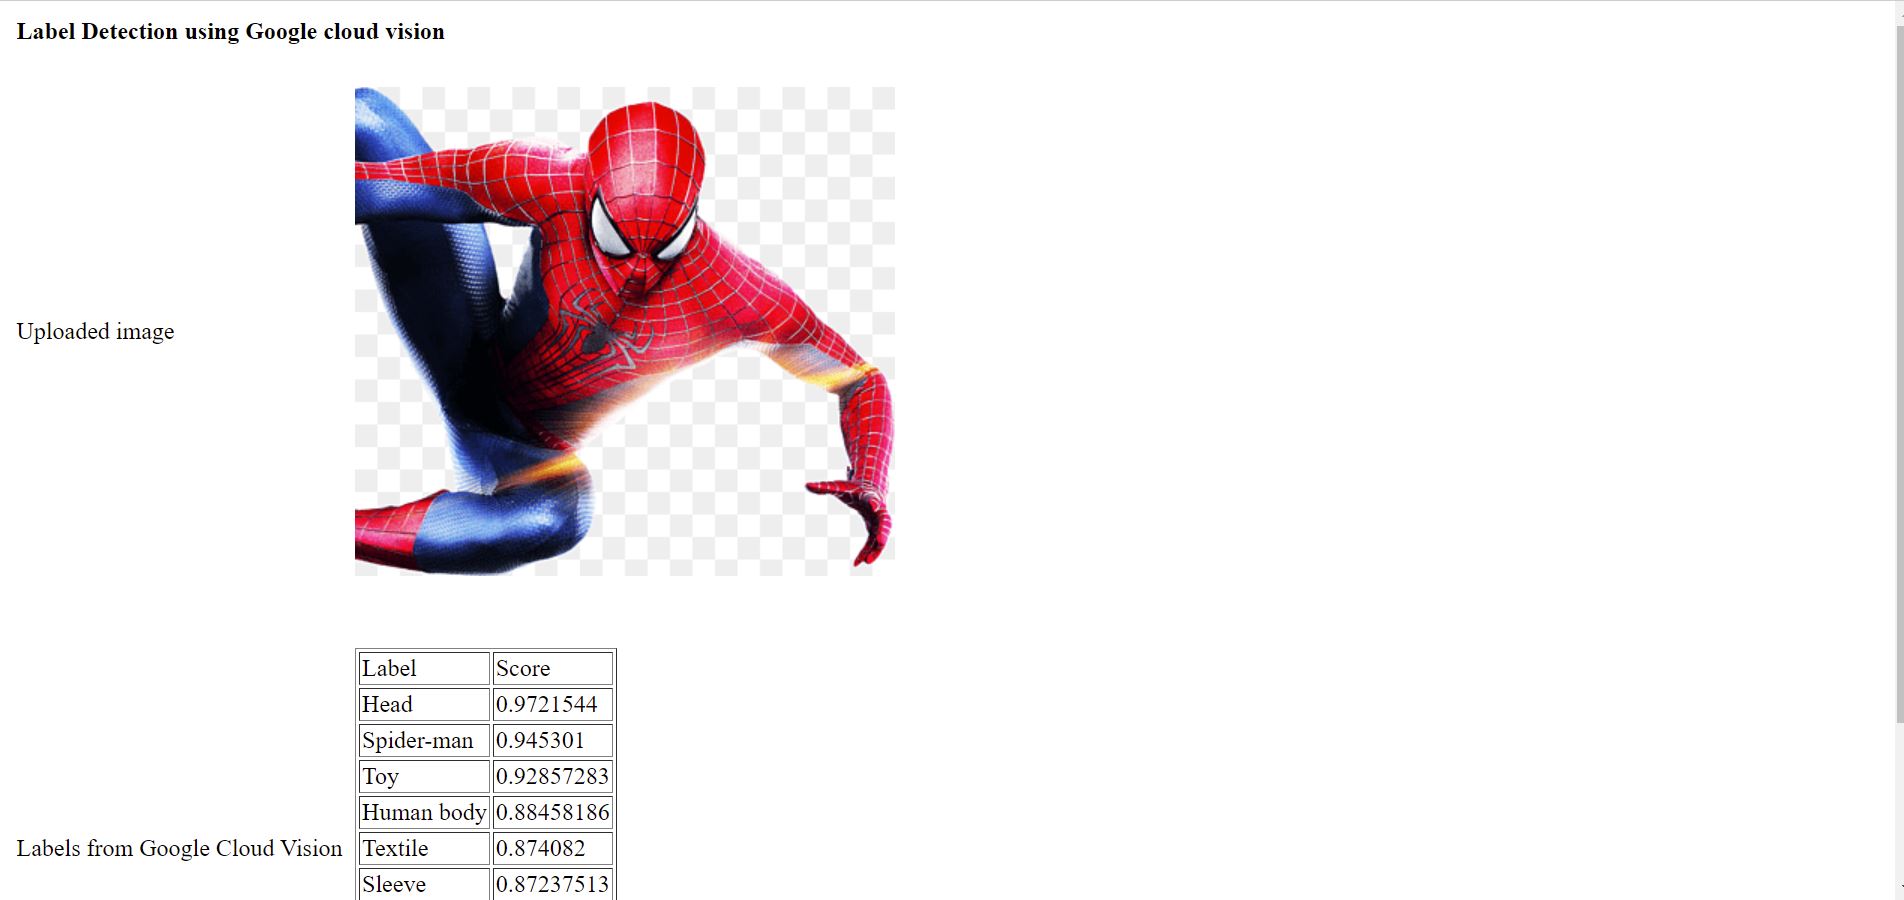 Label Detection using Google cloud vision
Uploaded image
Labels from Google Cloud Vision
Label Score
Head 0.9721544
Spider-man 0.945301
Toy 0.92857283
Human body 0.88458186
Textile 0.874082
Sleeve 0.87237513